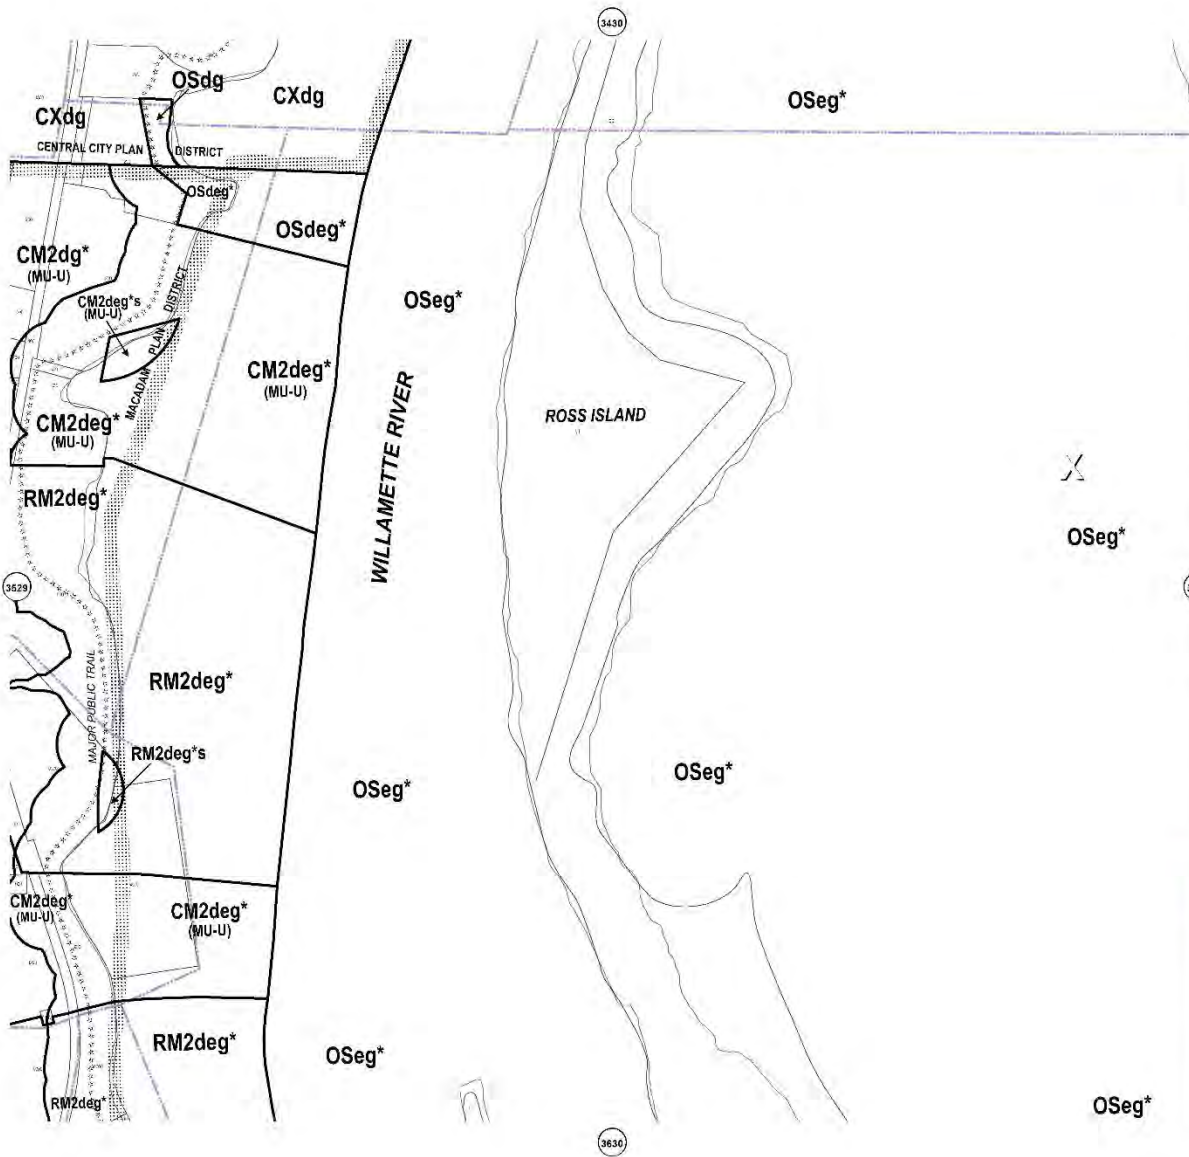 3430
OSdg
CXdg
OSeg*
CXdg
CENTRAL CITY PLAN DISTRICT
OSdeg*
OSdeg*
CM2dg*
(MU-U)
CM2deg*s
(MU-U)
MACADAM PLAN DISTRICT
OSeg*
CM2deg*
(MU-U)
CM2deg*
(MU-U)
WILLAMETTE RIVER
ROSS ISLAND
X
RM2deg*
OSeg*
3529
MAJOR PUBLIC TRAIL
RM2deg*
RM2deg*s
OSeg*
OSeg*
CM2deg*
(MU-U)
CM2deg*
(MU-U)
RM2deg*
OSeg*
RM2deg*
OSeg*
3630